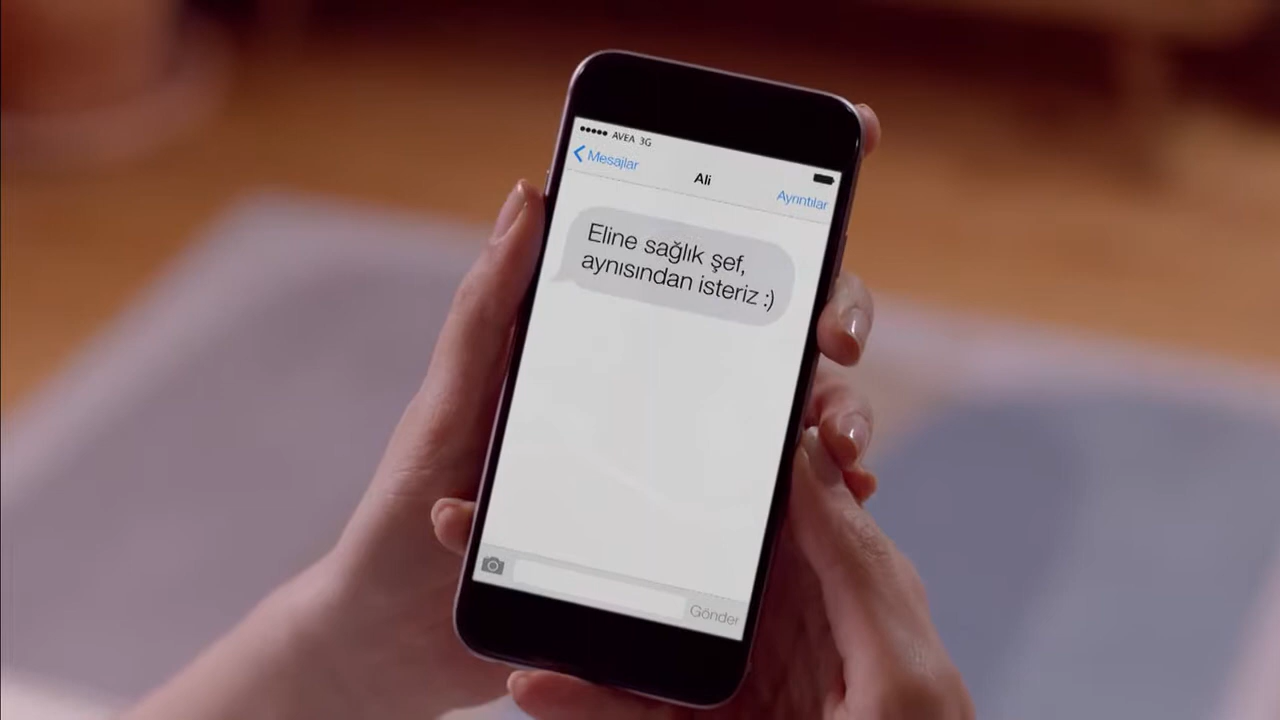 AVEA 3G
Mesajlar
Ali
Ayrıntılar
Eline sağlık şef,
aynısından isteriz :)
Gönder